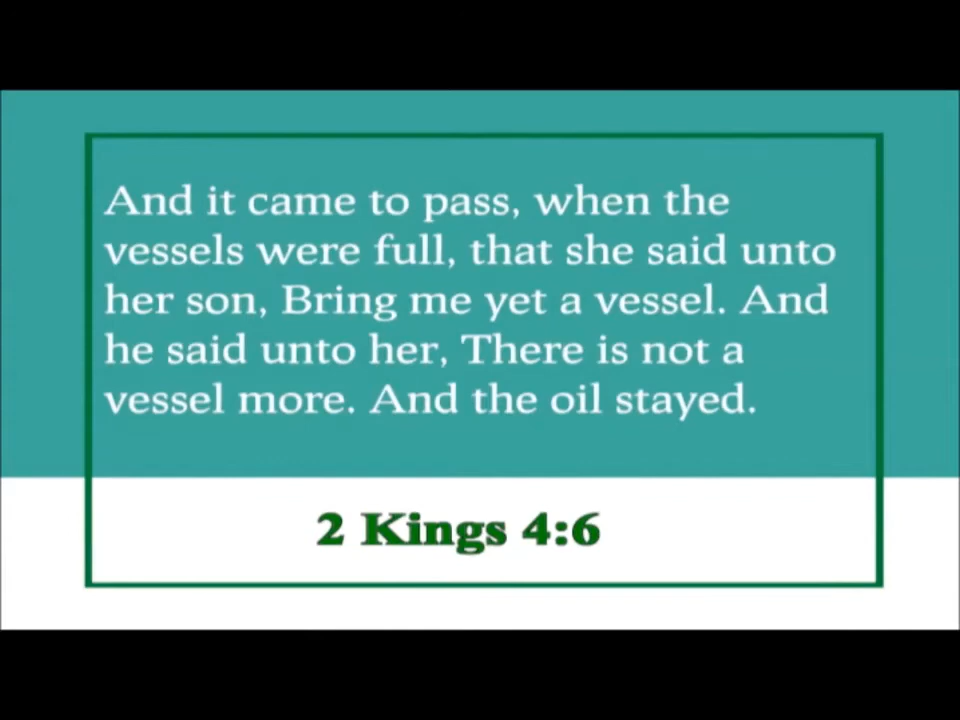 And it came to pass, when the
vessels were full, that she said unto
her son, Bring me yet a vessel. And
he said unto her, There is not a
vessel more. And the oil stayed.
2 Kings 4:6